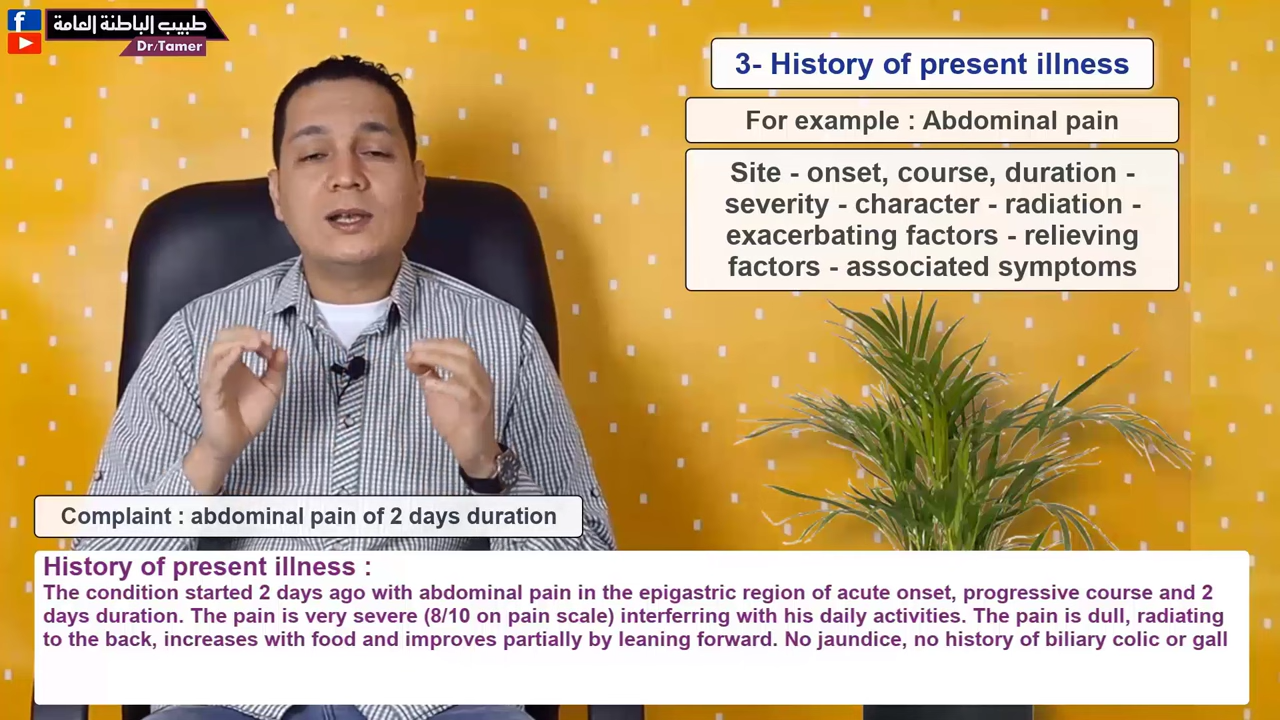 طبيب الباطنة العامة
Dr/Tamer
3- History of present illness
For example : Abdominal pain
Site - onset, course, duration -
severity - character - radiation -
exacerbating factors - relieving
factors - associated symptoms
Complaint : abdominal pain of 2 days duration
History of present illness :
The condition started 2 days ago with abdominal pain in the epigastric region of acute onset, progressive course and 2
days duration. The pain is very severe (8/10 on pain scale) interferring with his daily activities. The pain is dull, radiating
to the back, increases with food and improves partially by leaning forward. No jaundice, no history of biliary colic or gall